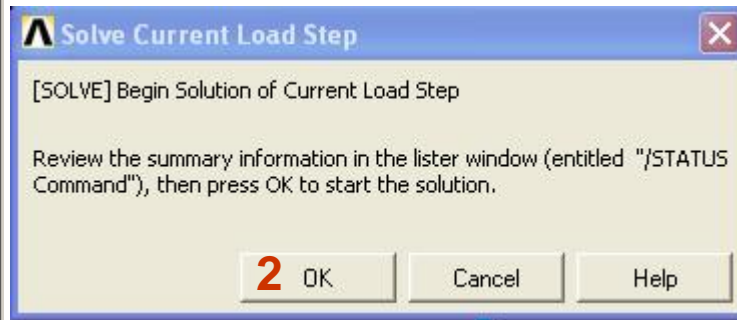 Solve Current Load Step
[SOLVE] Begin Solution of Current Load Step
Review the summary information in the lister window (entitled "/STATUS
Command"), then press OK to start the solution.
2 OK Cancel Help